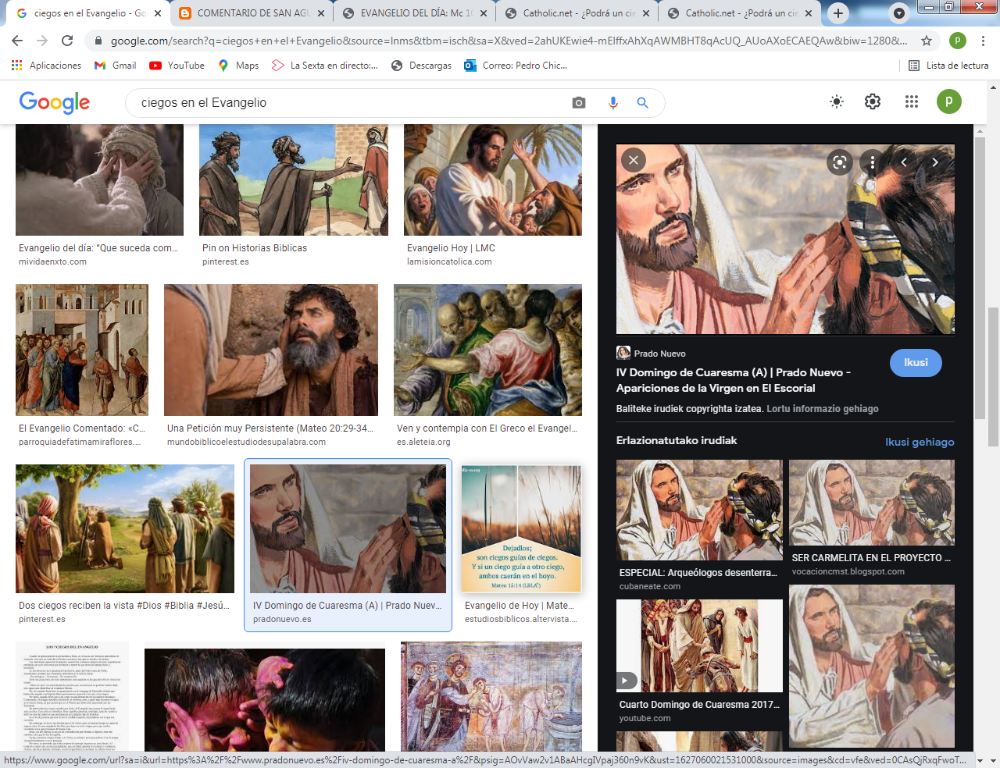 ciegos en el Evangelio - Go
COMENTARIO DE SAN AGU
EVANGELIO DEL DÍA: Mc 10
Catholic.net - ¿Podrá un cie
Catholic.net - ¿Podrá un cie
google.com/search?q=ciegos+en+el+Evangelio&source=lnms&tbm=isch&sa=X&ved=2ahUKEwie4-mElffxAhXqAWMBHT8qAcUQ_AUoAXoECAEQAw&biw=1280&...
Aplicaciones
Gmail
YouTube
Maps
La Sexta en directo:...
Descargas
Correo: Pedro Chic...
Lista de lectura
Google
ciegos en el Evangelio
Evangelio del día: “Que suceda com...
mividaenxto.com
Pin on Historias Biblicas
pinterest.es
Evangelio Hoy | LMC
lamisioncatolica.com
El Evangelio Comentado: «C...
parroquiadefatimamiraflores....
Una Petición muy Persistente (Mateo 20:29-34...
mundobiblicoelestudiodesupalabra.com
Ven y contempla con El Greco el Evangel...
es.aleteia.org
Dejadlos;
son ciegos guías de ciegos.
Y si un ciego guía a otro ciego,
ambos caerán en el hoyo.
Mateo 15:14 (LBLA)
Dos ciegos reciben la vista #Dios #Biblia #Jesú...
pinterest.es
IV Domingo de Cuaresma (A) | Prado Nuev...
pradonuevo.es
Evangelio de Hoy | Mate...
estudiosbiblicos.altervista....
LOS 7 CIEGOS DEL EVANGELIO
Prado Nuevo
IV Domingo de Cuaresma (A) | Prado Nuevo -
Apariciones de la Virgen en El Escorial
Ikusi
Baliteke irudiek copyrighta izatea. Lortu informazio gehiago
Erlazionatutako irudiak
Ikusi gehiago
ESPECIAL: Arqueólogos desenterra...
cubaneate.com
SER CARMELITA EN EL PROYECTO ...
vocacioncmst.blogspot.com
Cuarto Domingo de Cuaresma 2017...
youtube.com
https://www.google.com/url?sa=i&url=https%3A%2F%2Fwww.pradonuevo.es%2Fiv-domingo-de-cuaresma-a%2F&psig=AOvVaw2v1ABaAHcgIVpaj360n9vK&ust=1627060021531000&source=images&cd=vfe&ved=0CAsQjRxqFwoT...